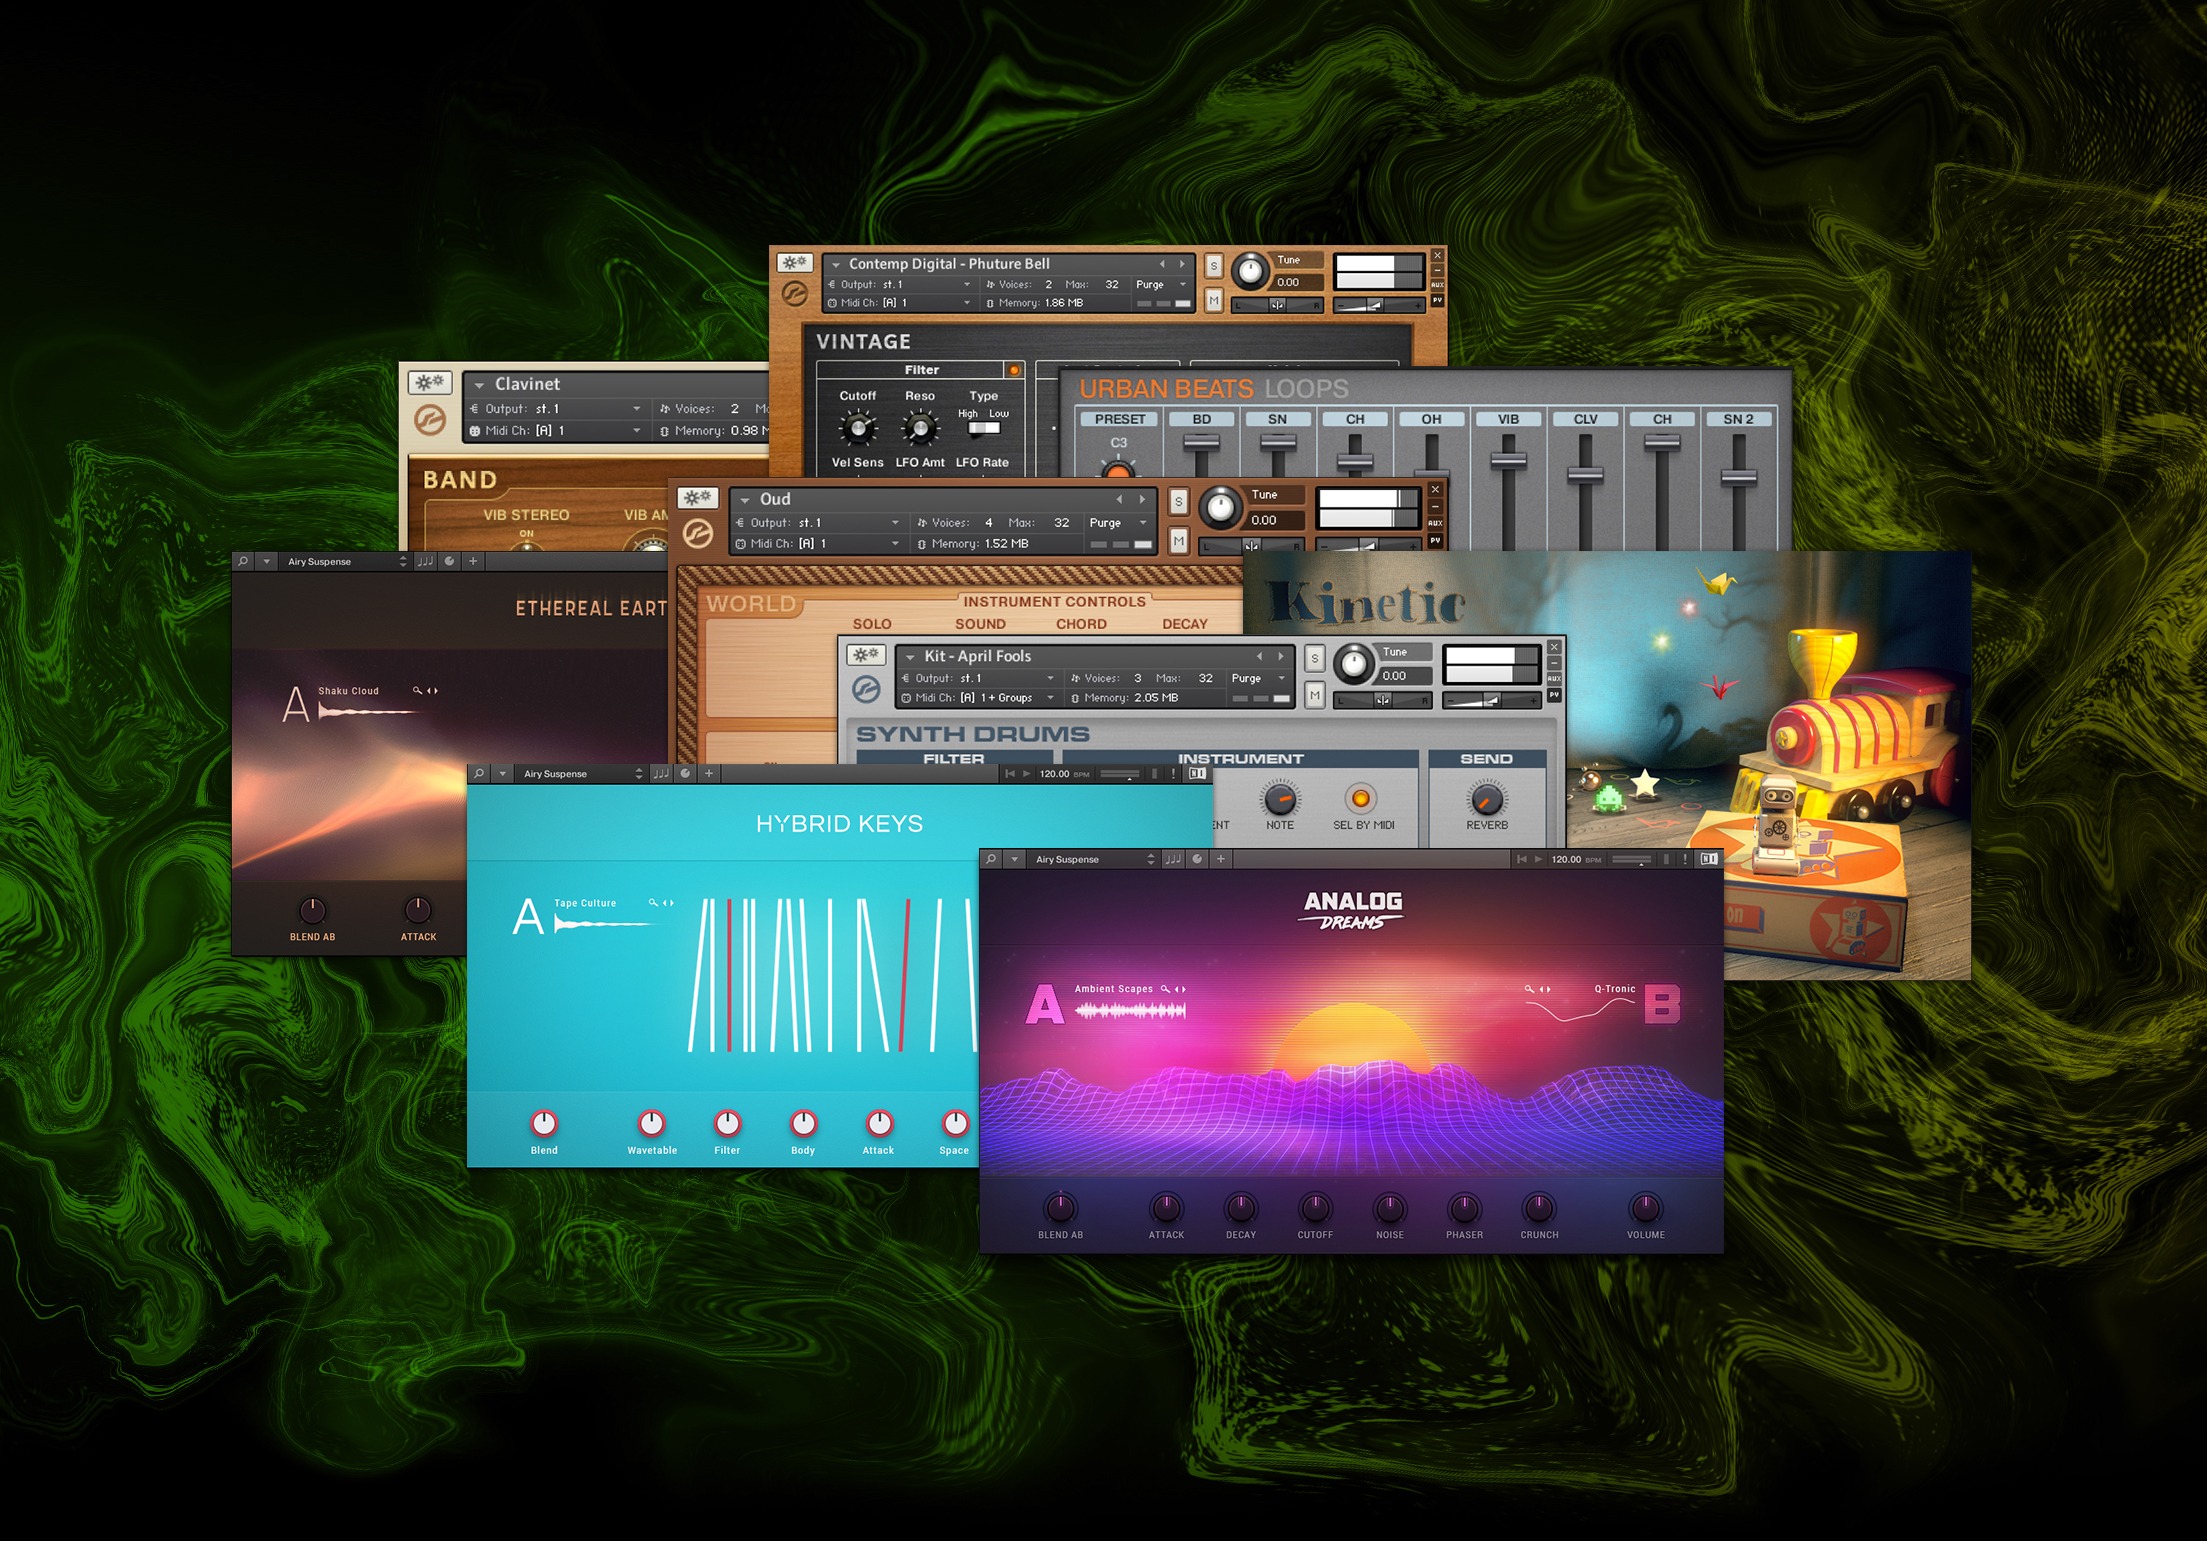 Contemp Digital - Phuture Bell
Output: st. 1 Voices: 2 Max: 32 Purge
Midi Ch: [A] 1 Memory: 1.86 MB
S
M
Tune
0.00
L R
- +
AUX
PV
VINTAGE
Filter
Cutoff Reso Type
High Low
Vel Sens LFO Amt LFO Rate
Clavinet
Output: st. 1 Voices: 2
Midi Ch: [A] 1 Memory: 0.98 M
BAND
VIB STEREO
ON
URBAN BEATS LOOPS
PRESET BD SN CH OH VIB CLV CH SN 2
C3
Oud
Output: st. 1 Voices: 4 Max: 32 Purge
Midi Ch: [A] 1 Memory: 1.52 MB
S
M
Tune
0.00
L R
- +
AUX
PV
WORLD
INSTRUMENT CONTROLS
SOLO SOUND CHORD DECAY
Kinetic
Airy Suspense
ETHEREAL EART
A
Shaku Cloud
BLEND AB ATTACK
Kit - April Fools
Output: st. 1 Voices: 3 Max: 32 Purge
Midi Ch: [A] 1 + Groups Memory: 2.05 MB
S
M
Tune
0.00
L R
- +
AUX
PV
SYNTH DRUMS
FILTER INSTRUMENT SEND
NOTE SEL BY MIDI REVERB
Airy Suspense 120.00 BPM
HYBRID KEYS
A
Tape Culture
Blend Wavetable Filter Body Attack Space
Airy Suspense 120.00 BPM
ANALOG
DREAMS
A
Ambient Scapes
Q-Tronic
B
BLEND AB ATTACK DECAY CUTOFF NOISE PHASER CRUNCH VOLUME